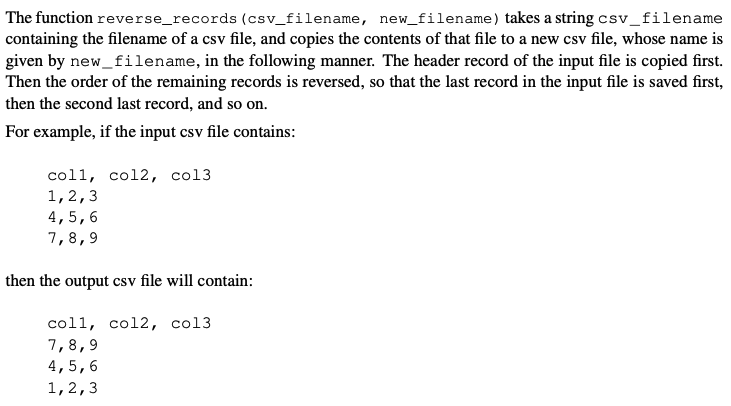 The function reverse_records(csv_filename, new_filename) takes a string csv_filename
containing the filename of a csv file, and copies the contents of that file to a new csv file, whose name is
given by new_filename, in the following manner. The header record of the input file is copied first.
Then the order of the remaining records is reversed, so that the last record in the input file is saved first,
then the second last record, and so on.
For example, if the input csv file contains:
col1, col2, col3
1,2,3
4,5,6
7,8,9
then the output csv file will contain:
col1, col2, col3
7,8,9
4,5,6
1,2,3